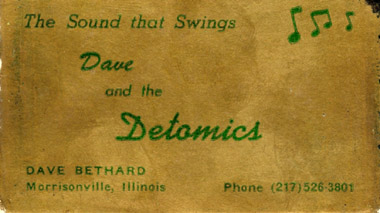 The Sound that Swings
Dave
and the
Detomics
DAVE BETHARD
Morrisonville, Illinois Phone (217) 526-3801